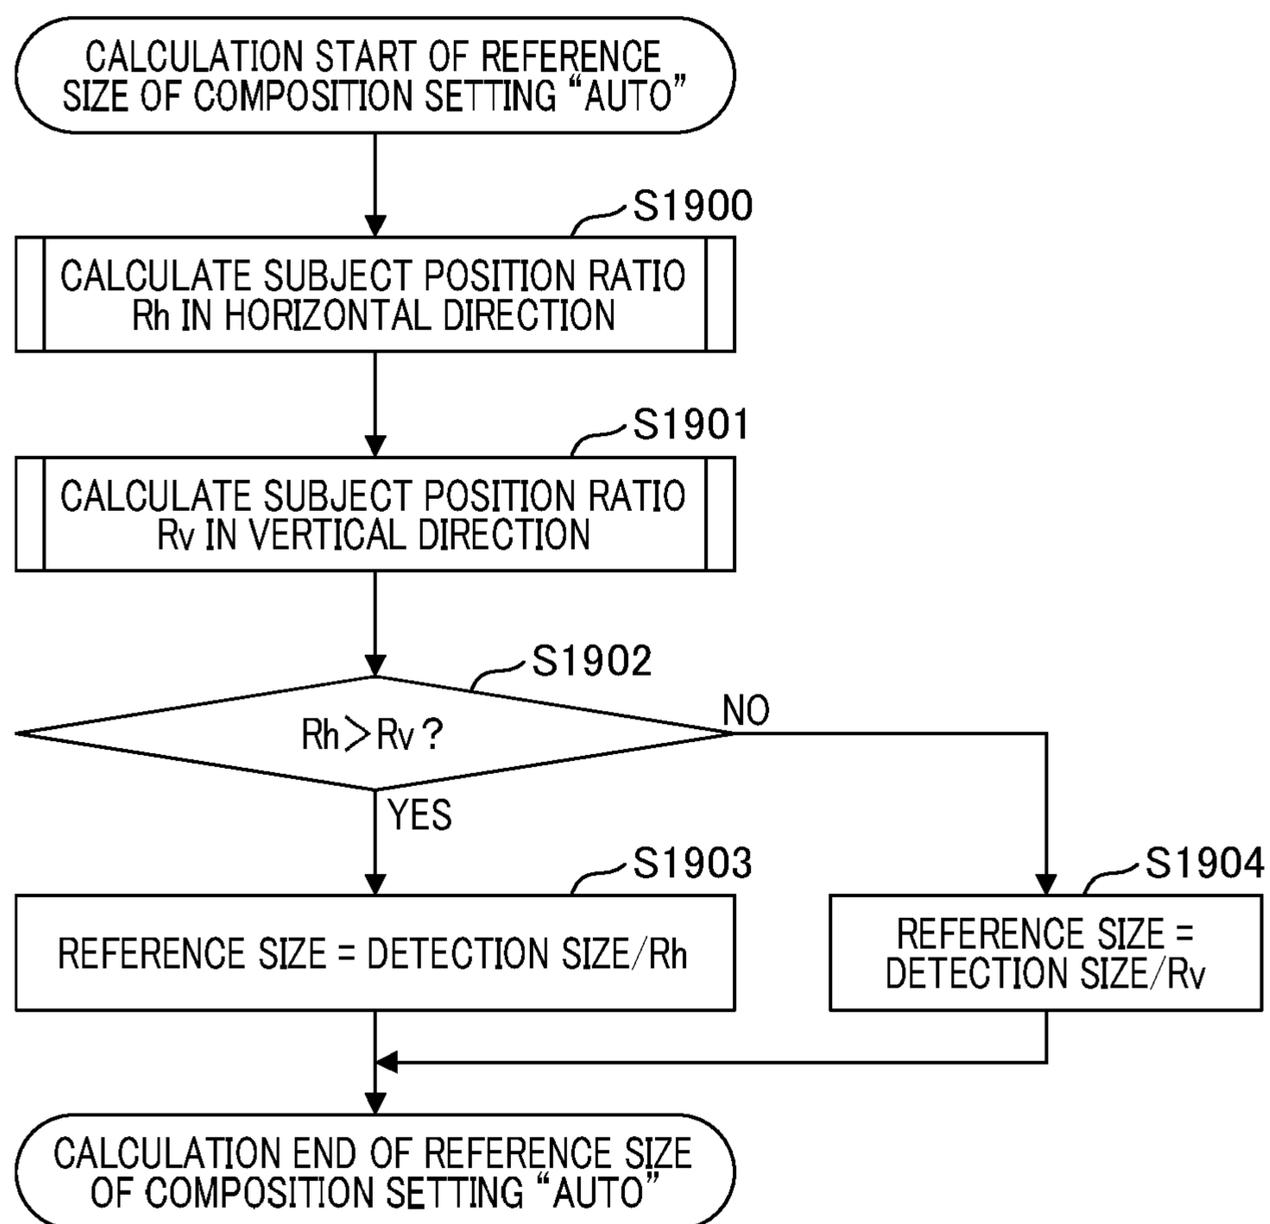 CALCULATION START OF REFERENCE
SIZE OF COMPOSITION SETTING “AUTO”
S1900
CALCULATE SUBJECT POSITION RATIO
Rh IN HORIZONTAL DIRECTION
S1901
CALCULATE SUBJECT POSITION RATIO
Rv IN VERTICAL DIRECTION
S1902
Rh>Rv?
NO
YES
S1903
REFERENCE SIZE = DETECTION SIZE/Rh
S1904
REFERENCE SIZE =
DETECTION SIZE/Rv
CALCULATION END OF REFERENCE SIZE
OF COMPOSITION SETTING “AUTO”